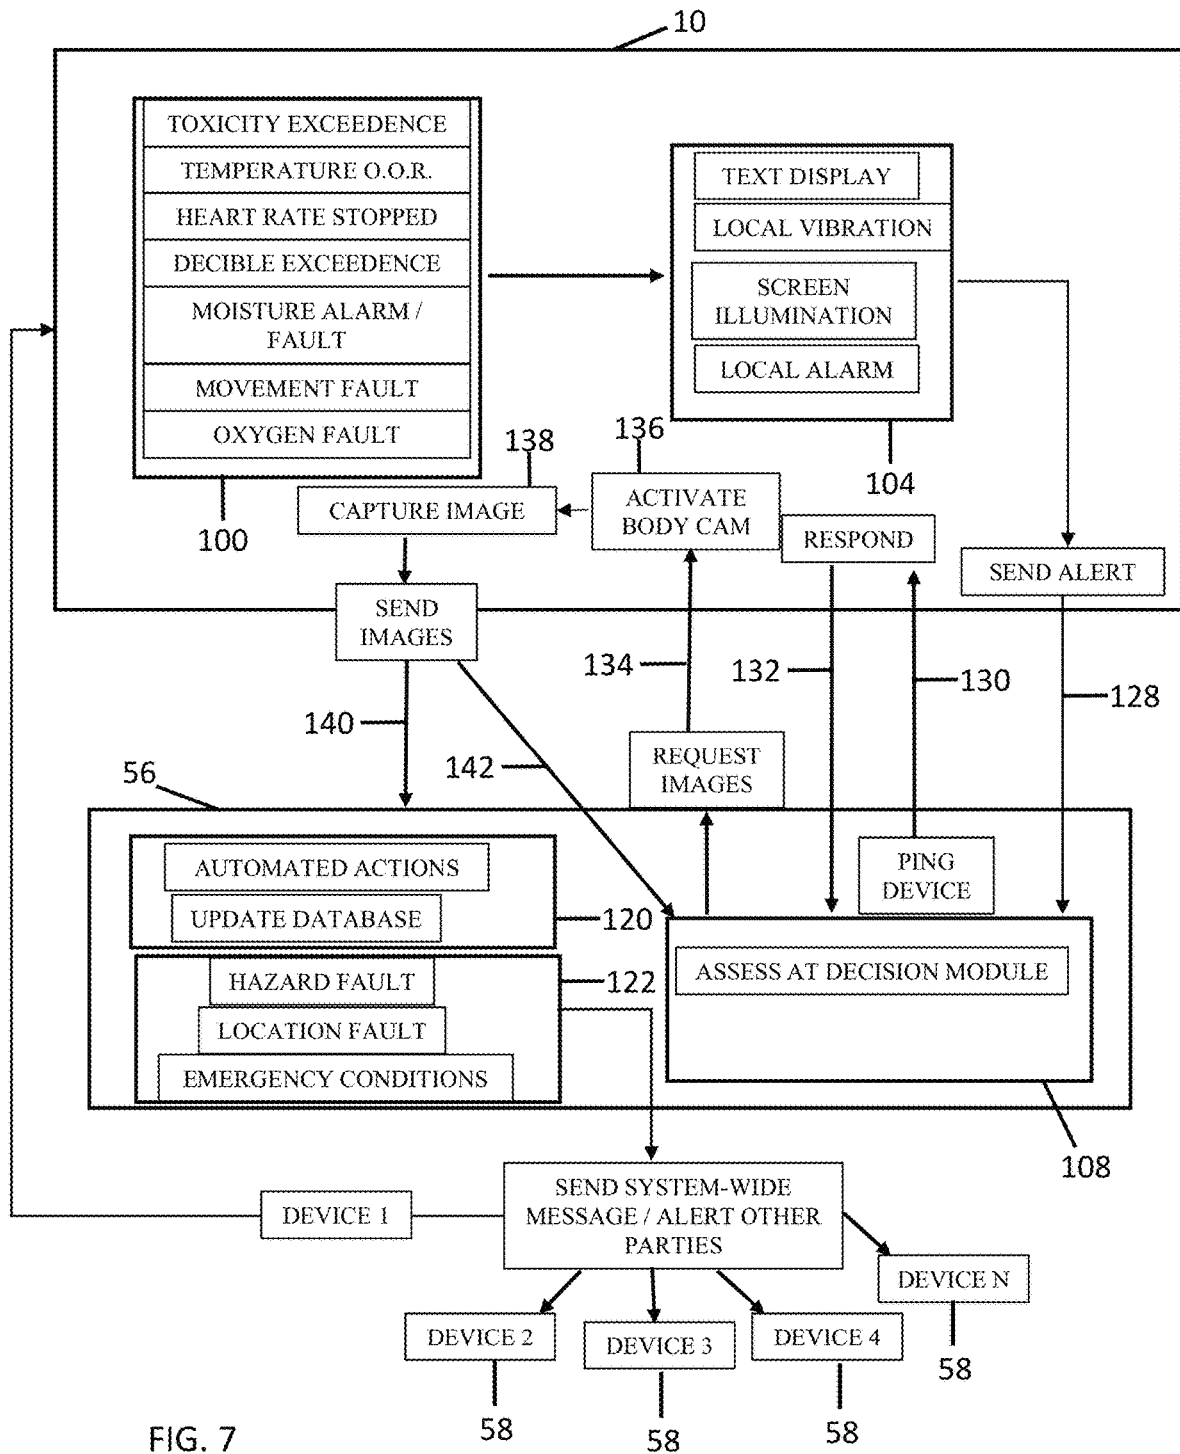 10
TOXICITY EXCEEDENCE
TEMPERATURE O.O.R.
HEART RATE STOPPED
DECIBLE EXCEEDENCE
MOISTURE ALARM /
FAULT
MOVEMENT FAULT
OXYGEN FAULT
100
TEXT DISPLAY
LOCAL VIBRATION
SCREEN
ILLUMINATION
LOCAL ALARM
104
138
136
CAPTURE IMAGE
ACTIVATE
BODY CAM
RESPOND
SEND ALERT
SEND
IMAGES
134
132
130
128
140
142
REQUEST
IMAGES
56
AUTOMATED ACTIONS
UPDATE DATABASE
120
PING
DEVICE
HAZARD FAULT
122
LOCATION FAULT
EMERGENCY CONDITIONS
ASSESS AT DECISION MODULE
108
DEVICE 1
SEND SYSTEM-WIDE
MESSAGE / ALERT OTHER
PARTIES
DEVICE N
DEVICE 2
DEVICE 3
DEVICE 4
58
58
58
58
FIG. 7